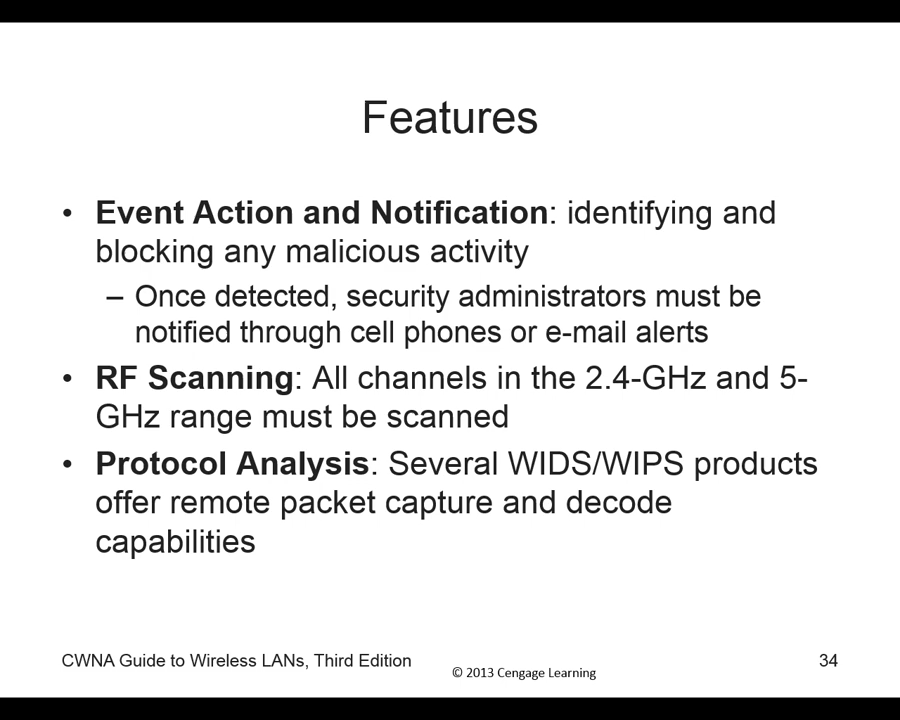 Features
• Event Action and Notification: identifying and
blocking any malicious activity
– Once detected, security administrators must be
notified through cell phones or e-mail alerts
• RF Scanning: All channels in the 2.4-GHz and 5-
GHz range must be scanned
• Protocol Analysis: Several WIDS/WIPS products
offer remote packet capture and decode
capabilities
CWNA Guide to Wireless LANs, Third Edition
© 2013 Cengage Learning
34